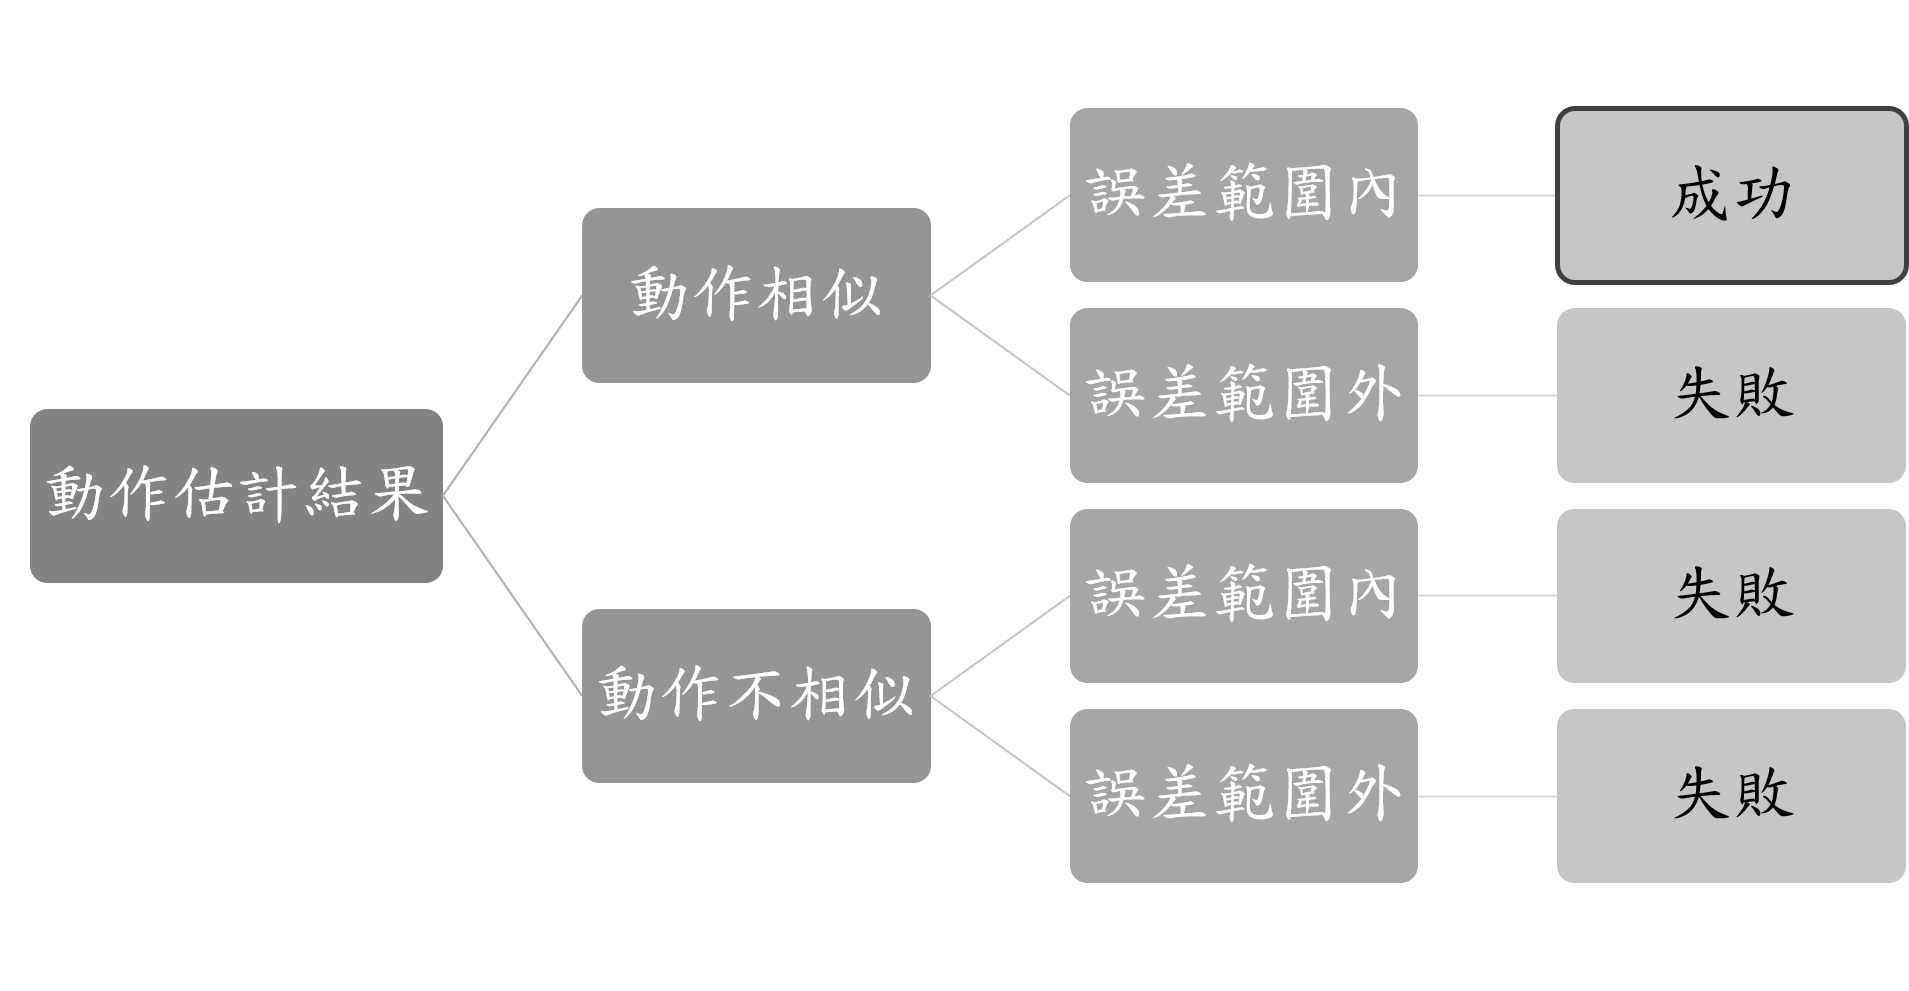 動作估計結果
動作相似
誤差範圍內
成功
誤差範圍外
失敗
動作不相似
誤差範圍內
失敗
誤差範圍外
失敗